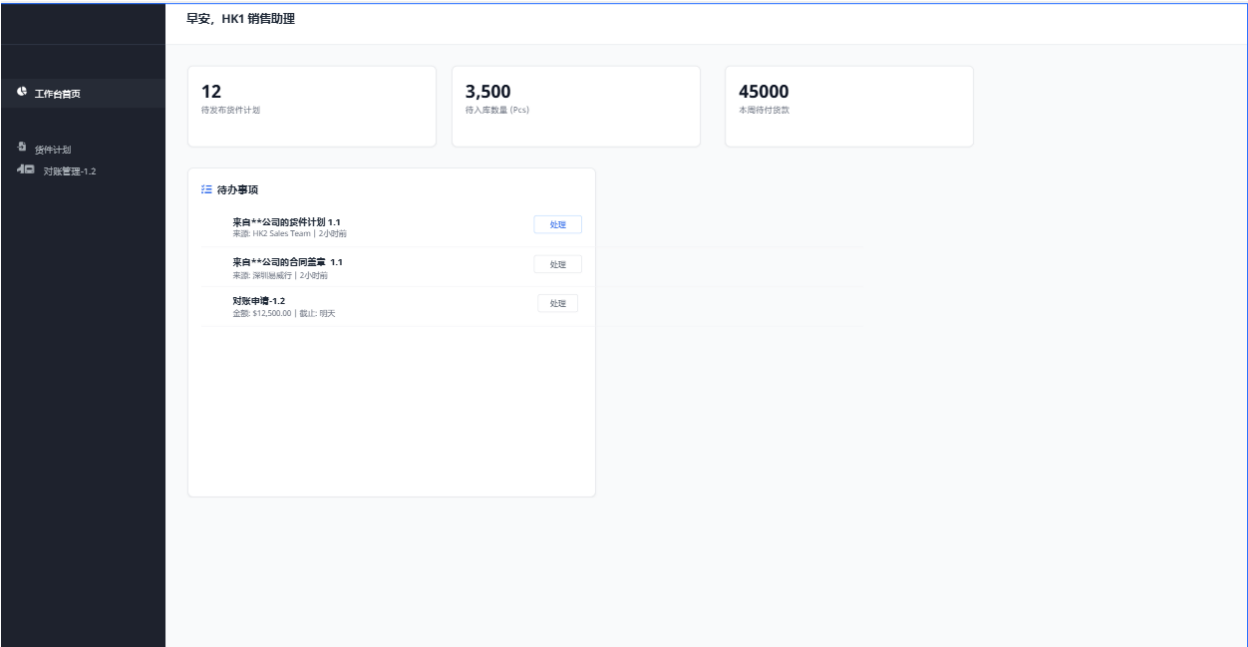 早安，HK1 销售助理
工作台首页
货件计划
对账管理-1.2
12
待发布货件计划
3,500
待入库数量 (Pcs)
45000
本周待付货款
待办事项
来自**公司的货件计划 1.1
来源: HK2 Sales Team | 2小时前
处理
来自**公司的合同盖章 1.1
来源: 深圳易威行 | 2小时前
处理
对账申请-1.2
金额: $12,500.00 | 截止: 明天
处理